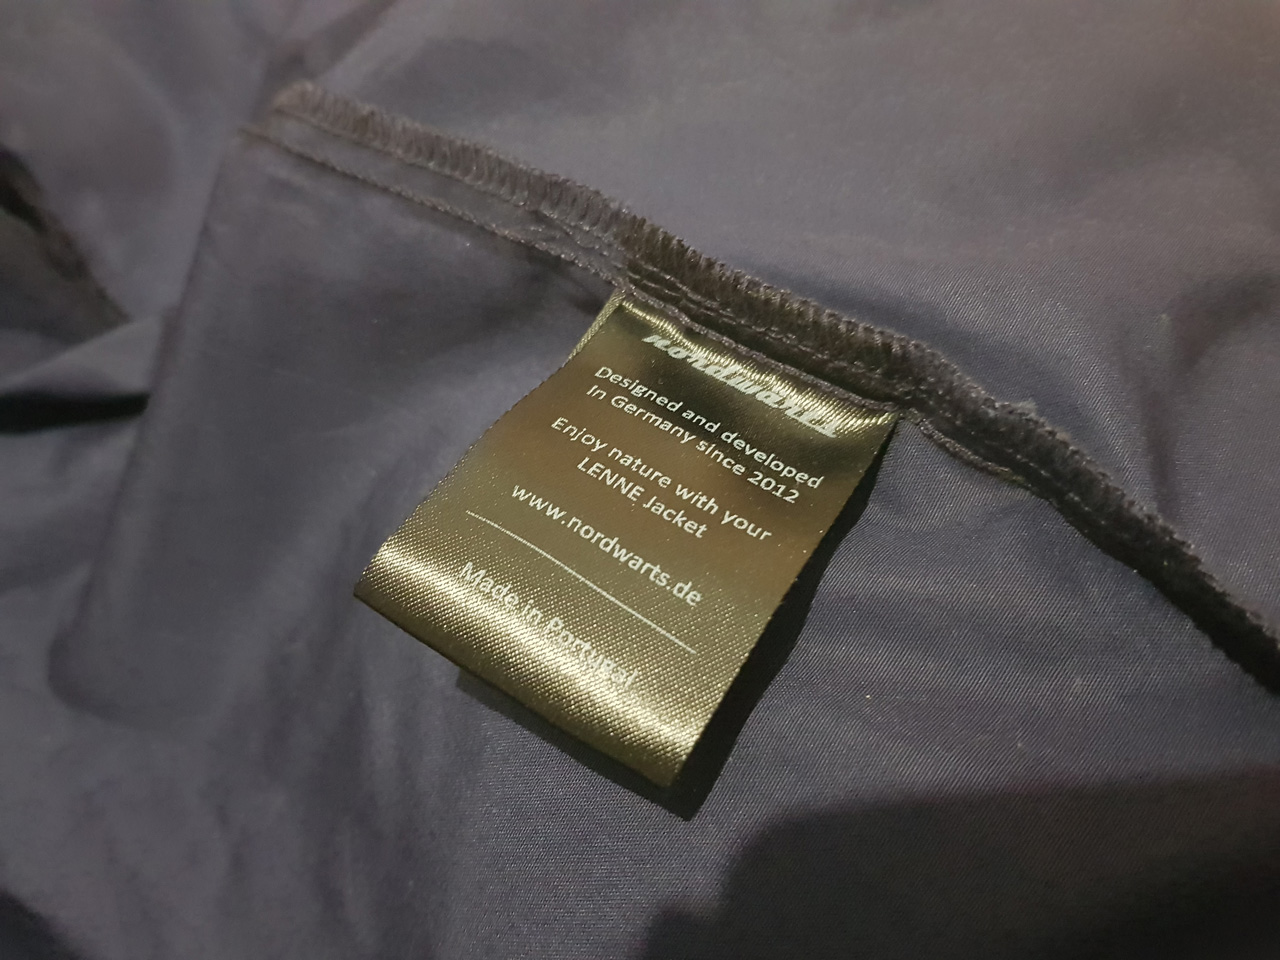 nordwarts
Designed and developed
In Germany since 2012
Enjoy nature with your
LENNE Jacket
www.nordwarts.de
Made in Portugal